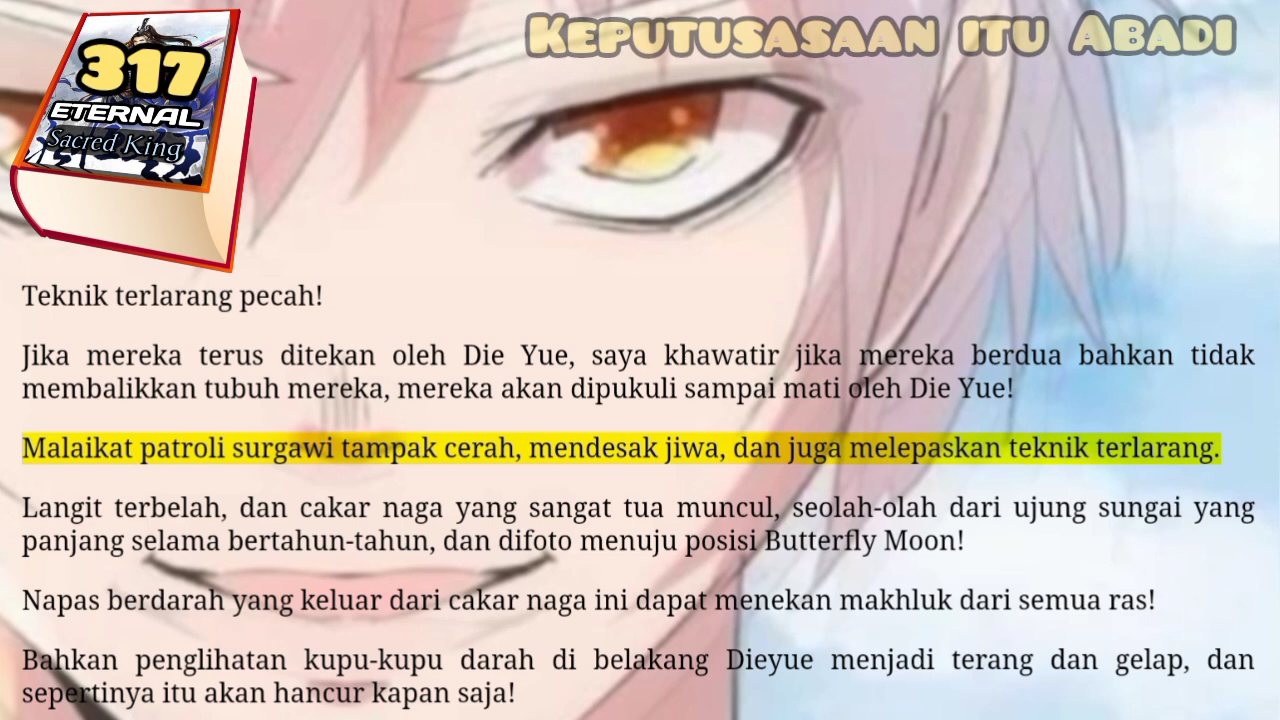 Keputusasaan itu Abadi
317
ETERNAL
Sacred King
Teknik terlarang pecah!
Jika mereka terus ditekan oleh Die Yue, saya khawatir jika mereka berdua bahkan tidak
membalikkan tubuh mereka, mereka akan dipukuli sampai mati oleh Die Yue!
Malaikat patroli surgawi tampak cerah, mendesak jiwa, dan juga melepaskan teknik terlarang.
Langit terbelah, dan cakar naga yang sangat tua muncul, seolah-olah dari ujung sungai yang
panjang selama bertahun-tahun, dan difoto menuju posisi Butterfly Moon!
Napas berdarah yang keluar dari cakar naga ini dapat menekan makhluk dari semua ras!
Bahkan penglihatan kupu-kupu darah di belakang Dieyue menjadi terang dan gelap, dan
sepertinya itu akan hancur kapan saja!